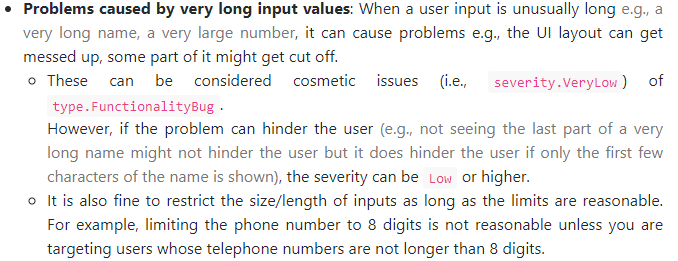 • Problems caused by very long input values: When a user input is unusually long e.g., a
very long name, a very large number, it can cause problems e.g., the UI layout can get
messed up, some part of it might get cut off.
○ These can be considered cosmetic issues (i.e., severity.VeryLow) of
type.FunctionalityBug.
However, if the problem can hinder the user (e.g., not seeing the last part of a very
long name might not hinder the user but it does hinder the user if only the first few
characters of the name is shown), the severity can be Low or higher.
○ It is also fine to restrict the size/length of inputs as long as the limits are reasonable.
For example, limiting the phone number to 8 digits is not reasonable unless you are
targeting users whose telephone numbers are not longer than 8 digits.